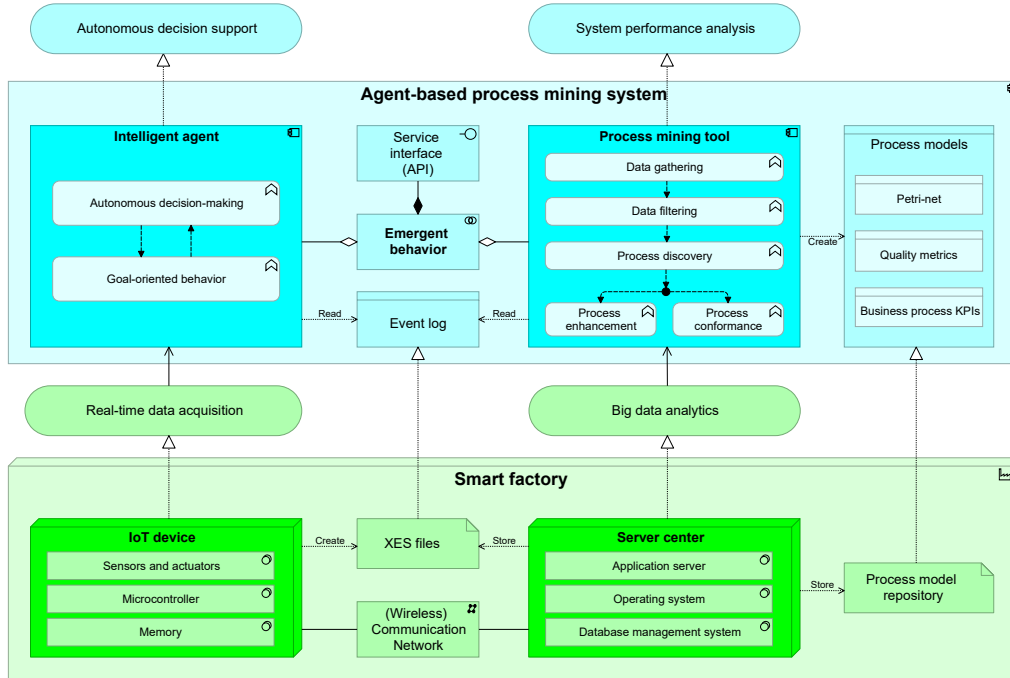 Autonomous decision support
System performance analysis
Agent-based process mining system
Intelligent agent
Autonomous decision-making
Goal-oriented behavior
Service
interface
(API)
Emergent
behavior
Read
Event log
Read
Process mining tool
Data gathering
Data filtering
Process discovery
Process
enhancement
Process
conformance
Create
Process models
Petri-net
Quality metrics
Business process KPIs
Real-time data acquisition
Big data analytics
Smart factory
IoT device
Sensors and actuators
Microcontroller
Memory
Create
XES files
Store
(Wireless)
Communication
Network
Server center
Application server
Operating system
Database management system
Store
Process model
repository